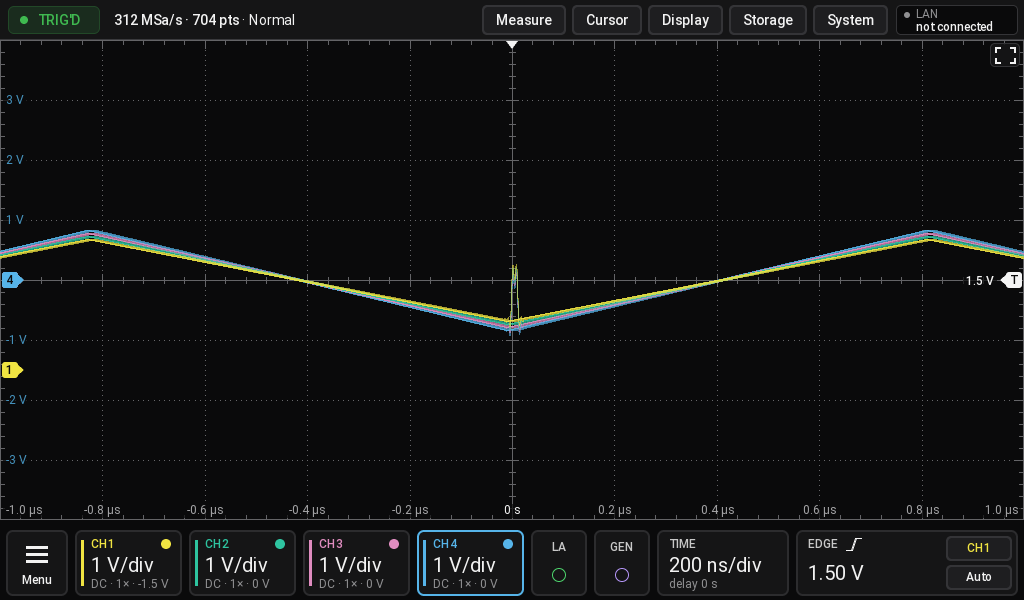 TRIG'D 312 MSa/s · 704 pts · Normal Measure Cursor Display Storage System LAN
not connected
3 V
2 V
1 V
4 1.5 V T
-1 V
1
-2 V
-3 V
-1.0 µs -0.8 µs -0.6 µs -0.4 µs -0.2 µs 0 s 0.2 µs 0.4 µs 0.6 µs 0.8 µs 1.0 µs
Menu
CH1
1 V/div
DC · 1× · -1.5 V
CH2
1 V/div
DC · 1× · 0 V
CH3
1 V/div
DC · 1× · 0 V
CH4
1 V/div
DC · 1× · 0 V
LA
GEN
TIME
200 ns/div
delay 0 s
EDGE
1.50 V
CH1
Auto